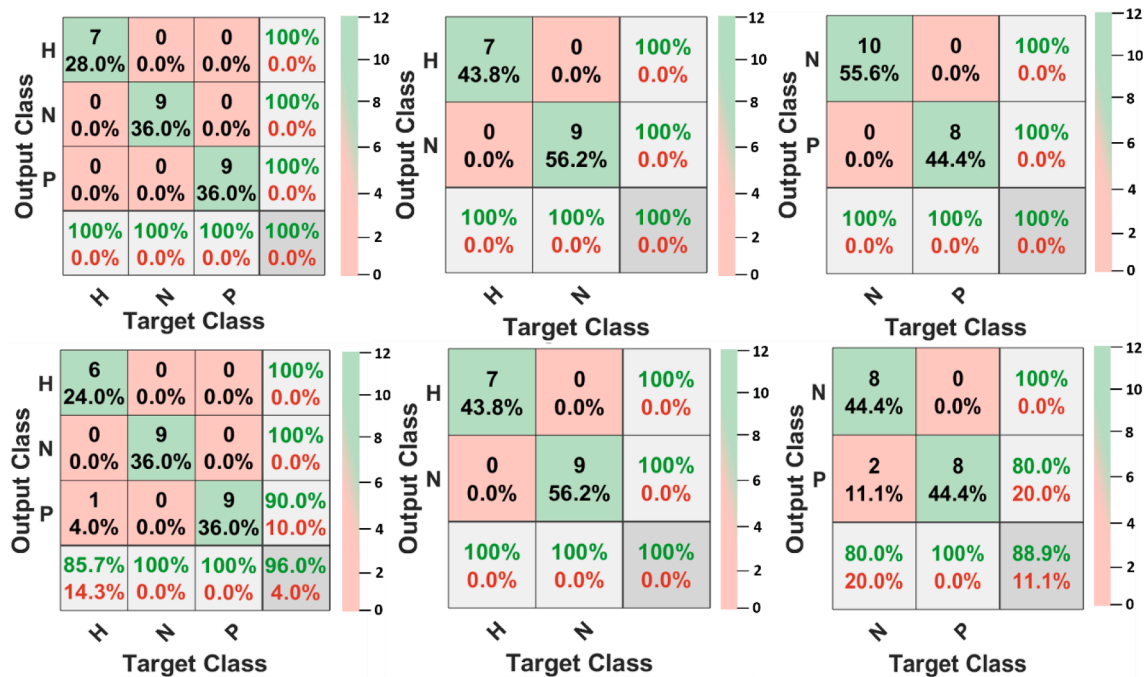 H 7 0 0 100% 12
28.0% 0.0% 0.0% 0.0% 10
N 0 9 0 100% 8
0.0% 36.0% 0.0% 0.0% 6
P 0 0 9 100% 4
0.0% 0.0% 36.0% 0.0%
100% 100% 100% 100% 2
0.0% 0.0% 0.0% 0.0% 0
H N P
Target Class
Output Class
H 7 0 100% 12
43.8% 0.0% 0.0% 10
N 0 9 100% 8
0.0% 56.2% 0.0% 6
4
100% 100% 100% 2
0.0% 0.0% 0.0% 0
H N
Target Class
Output Class
N 10 0 100% 12
55.6% 0.0% 0.0% 10
P 0 8 100% 8
0.0% 44.4% 0.0% 6
4
100% 100% 100% 2
0.0% 0.0% 0.0% 0
N P
Target Class
Output Class
H 6 0 0 100% 12
24.0% 0.0% 0.0% 0.0% 10
N 0 9 0 100% 8
0.0% 36.0% 0.0% 0.0% 6
P 1 0 9 90.0% 4
4.0% 0.0% 36.0% 10.0%
85.7% 100% 100% 96.0% 2
14.3% 0.0% 0.0% 4.0% 0
H N P
Target Class
Output Class
H 7 0 100% 12
43.8% 0.0% 0.0% 10
N 0 9 100% 8
0.0% 56.2% 0.0% 6
4
100% 100% 100% 2
0.0% 0.0% 0.0% 0
H N
Target Class
Output Class
N 8 0 100% 12
44.4% 0.0% 0.0% 10
P 2 8 80.0% 8
11.1% 44.4% 20.0% 6
4
80.0% 100% 88.9% 2
20.0% 0.0% 11.1% 0
N P
Target Class
Output Class